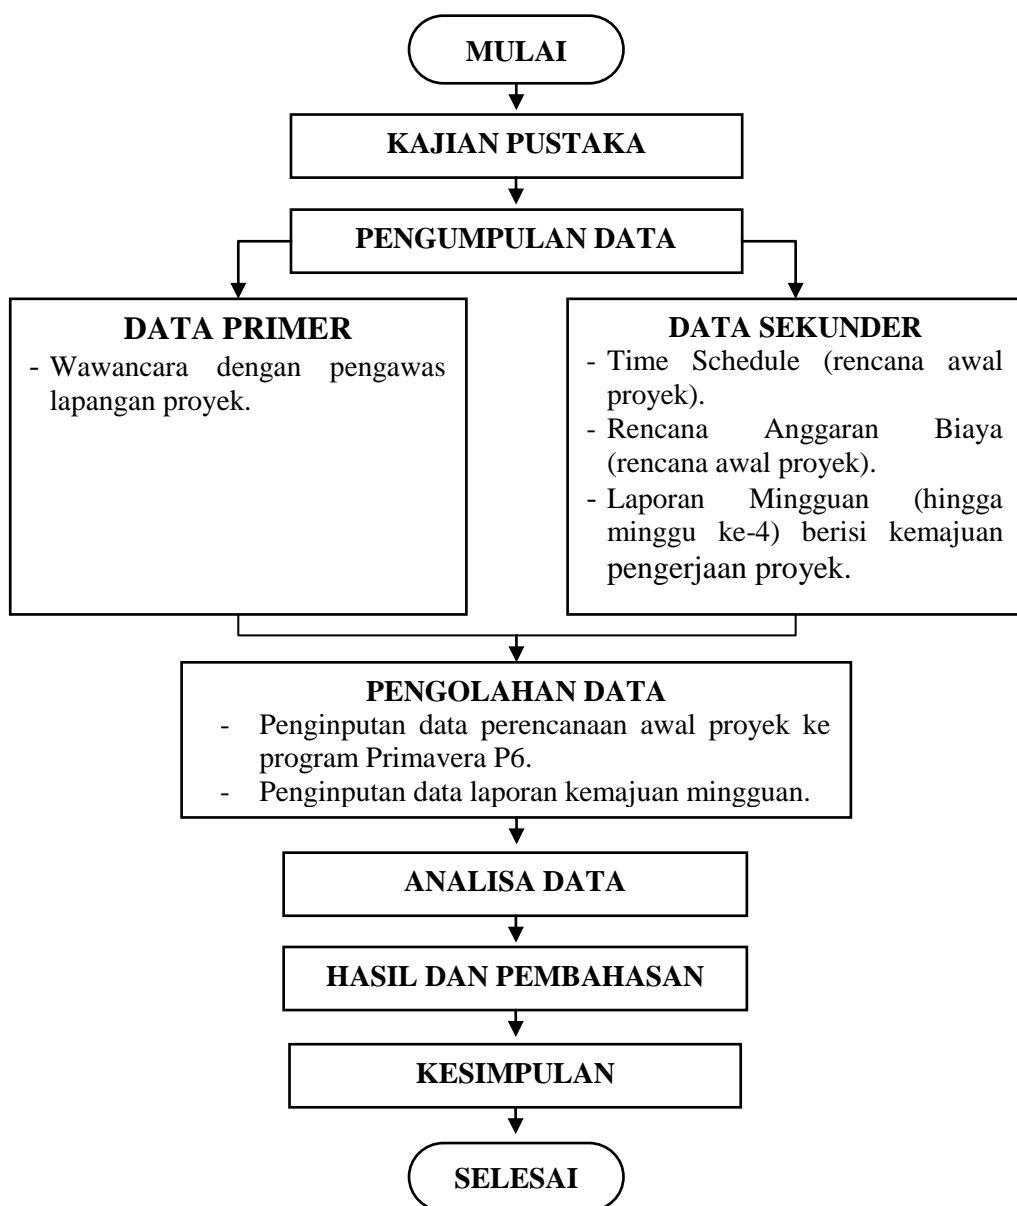 MULAI
KAJIAN PUSTAKA
PENGUMPULAN DATA
DATA PRIMER
- Wawancara dengan pengawas
lapangan proyek.
DATA SEKUNDER
- Time Schedule (rencana awal
proyek).
- Rencana Anggaran Biaya
(rencana awal proyek).
- Laporan Mingguan (hingga
minggu ke-4) berisi kemajuan
pengerjaan proyek.
PENGOLAHAN DATA
- Penginputan data perencanaan awal proyek ke
program Primavera P6.
- Penginputan data laporan kemajuan mingguan.
ANALISA DATA
HASIL DAN PEMBAHASAN
KESIMPULAN
SELESAI